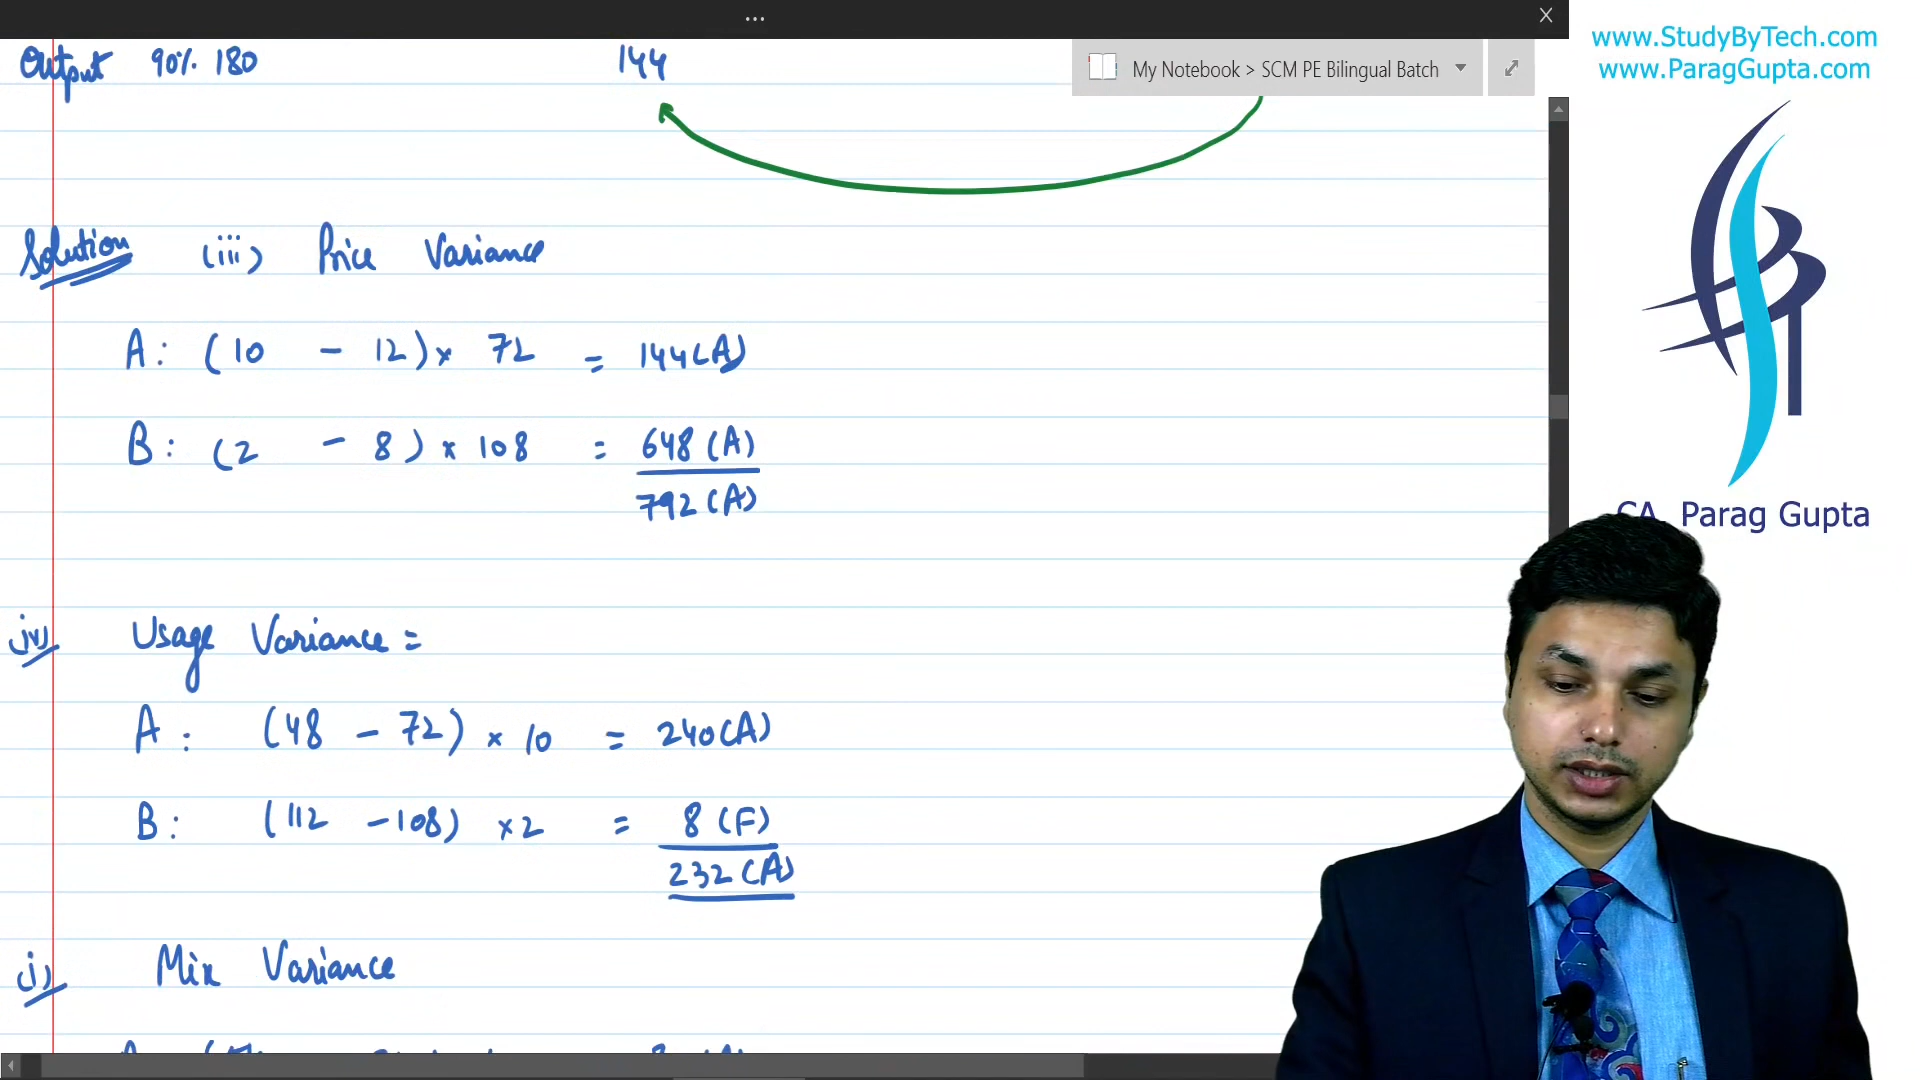 ...
www.StudyByTech.com
www.ParagGupta.com
Output 90% 180 144
My Notebook > SCM PE Bilingual Batch
Solution (iii) Price Variance
A: (10 - 12) x 72 = 144(A)
B: (2 - 8) x 108 = 648 (A)
792 (A)
CA. Parag Gupta
iv) Usage Variance =
A: (48 - 72) x 10 = 240(A)
B: (112 - 108) x2 = 8 (F)
232 (A)
(i) Mix Variance